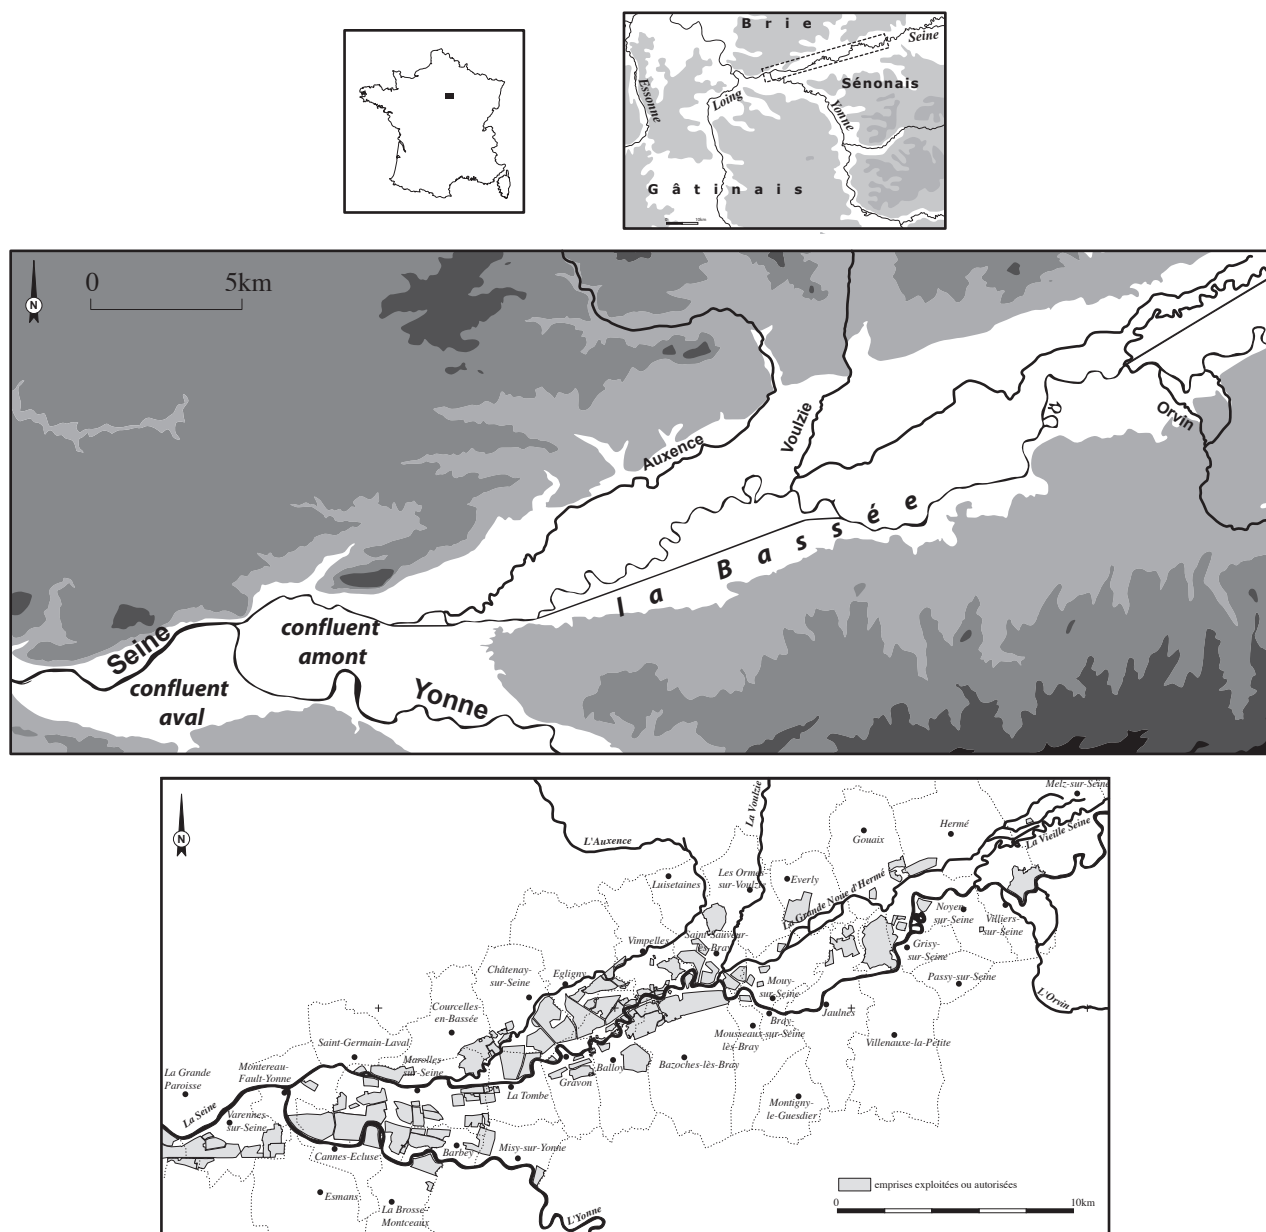 B r i e
Seine
Sénonais
Essonne
Loing
Yonne
G â t i n a i s
10km
N
0 5km
Auxence
Voulzie
Orvin
la Bassée
Seine
confluent
amont
confluent
aval
Yonne
N
Melz-sur-Seine
La Voulzie
Hermé
Gouaix
La Vieille Seine
L'Auxence
Les Ormes
sur-Voulzie
Everly
Luisetaines
La Grande Noue d'Hermé
Noyen
sur-Seine
Villiers-
sur-Seine
Vimpelles
Saint-Sauveur-
lès-Bray
Grisy-
sur-Seine
Châtenay-
sur-Seine
Egligny
Passy-sur-Seine
Mouy-
sur-Seine
L'Orvin
Courcelles
en-Bassée
Bray-
Jaulnes
Mousseaux-sur-Seine
lès-Bray
Villenauxe-la-Petite
Saint-Germain-Laval
Marolles-
sur-Seine
Gravon
Balloy
Bazoches-lès-Bray
La Grande
Paroisse
Montereau-
Fault-Yonne
La Tombe
Montigny-
le-Guesdier
La Seine
Varennes-
sur-Seine
Cannes-Ecluse
Barbey
Misy-sur-Yonne
Esmans
La Brosse-
Montceaux
L'Yonne
emprises exploitées ou autorisées
0 10km